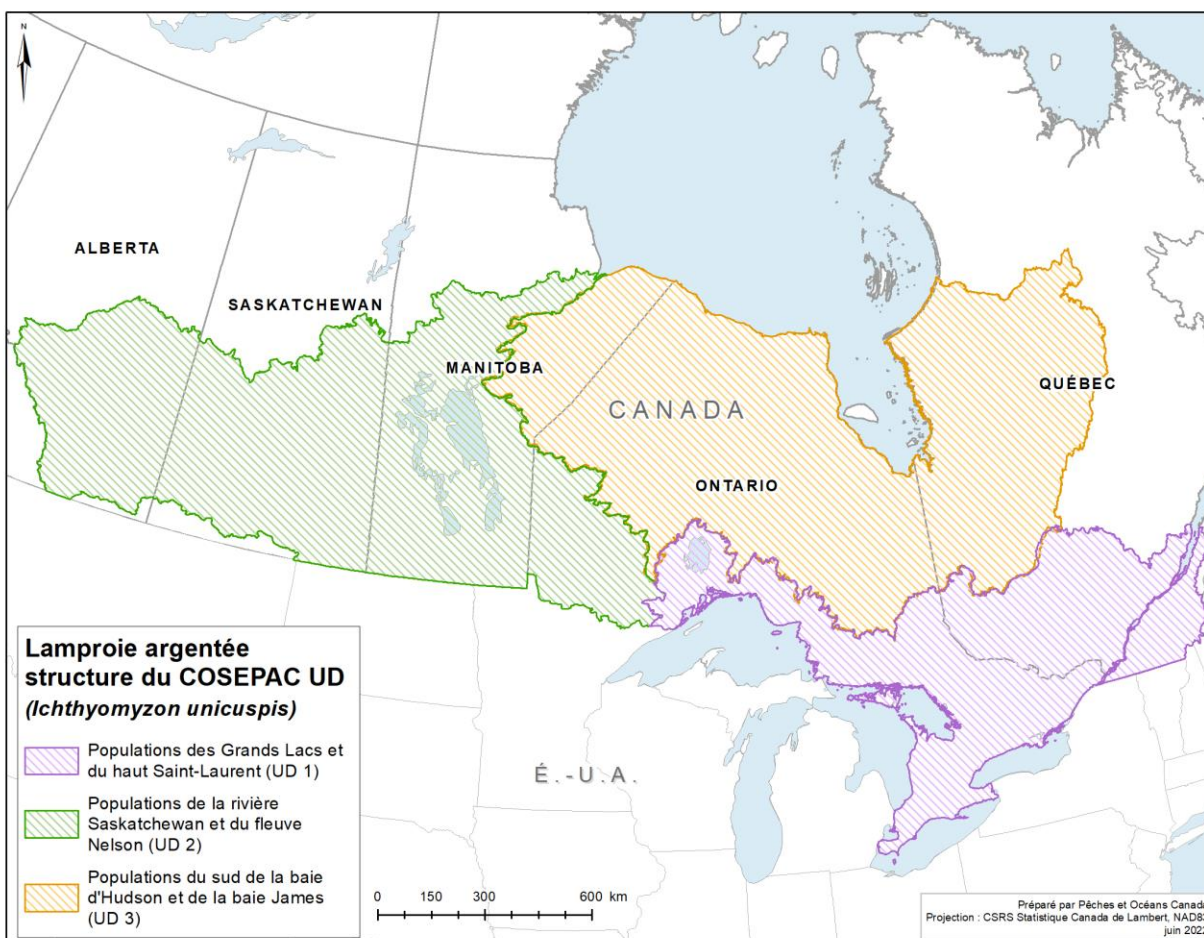 N
ALBERTA
SASKATCHEWAN
MANITOBA
QUÉBEC
CANADA
ONTARIO
É.-U.A.
Lamproie argentée
structure du COSEPAC UD
(Ichthyomyzon unicuspis)
Populations des Grands Lacs et
du haut Saint-Laurent (UD 1)
Populations de la rivière
Saskatchewan et du fleuve
Nelson (UD 2)
Populations du sud de la baie
d'Hudson et de la baie James
(UD 3)
0 150 300 600 km
Préparé par Pêches et Océans Canada
Projection : CSRS Statistique Canada de Lambert,
juin